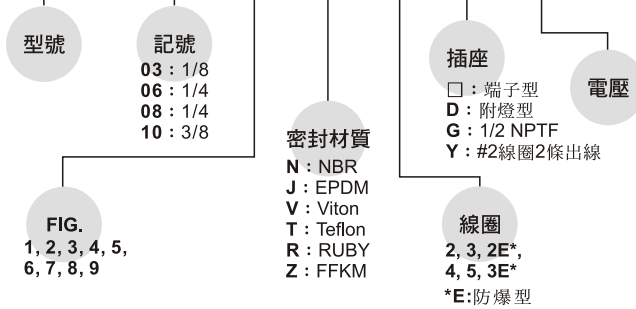 型號
記號
03：1/8
06：1/4
08：1/4
10：3/8
FIG.
1, 2, 3, 4, 5,
6, 7, 8, 9
密封材質
N：NBR
J：EPDM
V：Viton
T：Teflon
R：RUBY
Z：FFKM
插座
□：端子型
D：附燈型
G：1/2 NPTF
Y：#2線圈2條出線
線圈
2, 3, 2E*,
4, 5, 3E*
*E:防爆型
電壓